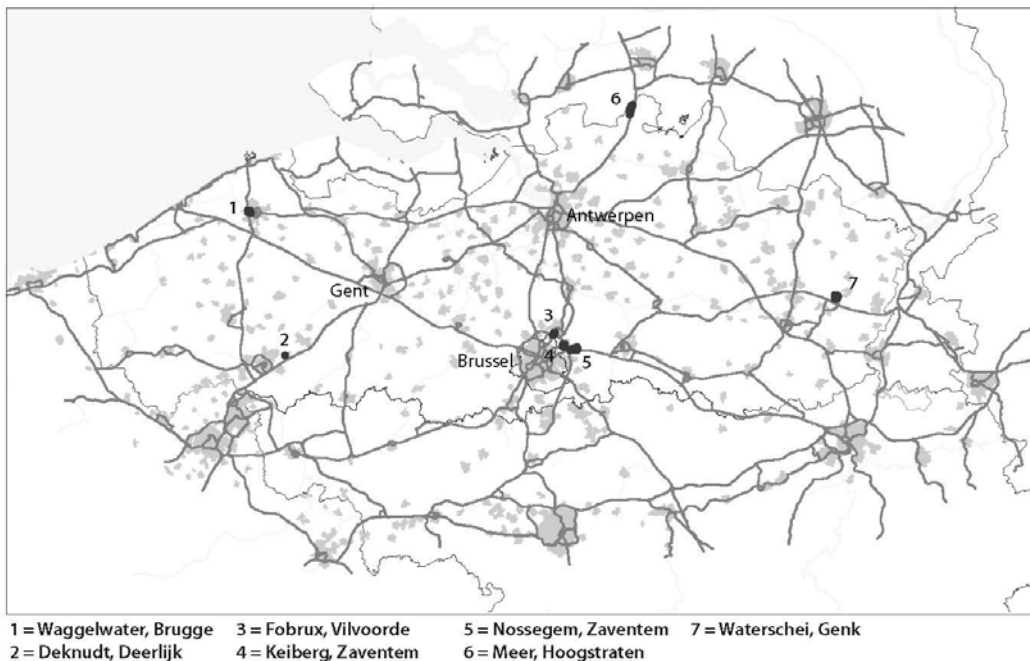 6
1
Antwerpen
Gent
7
3
2
Brussel
4
5
1 = Waggelwater, Brugge 3 = Fobrux, Vilvoorde 5 = Nossegem, Zaventem 7 = Waterschei, Genk
2 = Deknudt, Deerlijk 4 = Keiberg, Zaventem 6 = Meer, Hoogstraten